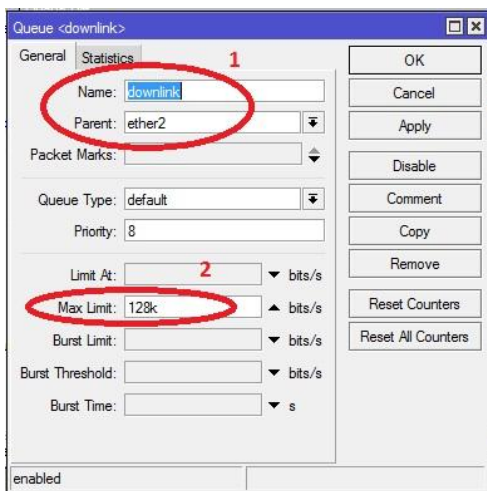 Queue <downlink>
General Statistics 1
Name: downlink
Parent: ether2
Packet Marks:
Queue Type: default
Priority: 8
Limit At: 2 bits/s
Max Limit: 128k bits/s
Burst Limit: bits/s
Burst Threshold: bits/s
Burst Time: s
OK
Cancel
Apply
Disable
Comment
Copy
Remove
Reset Counters
Reset All Counters
enabled